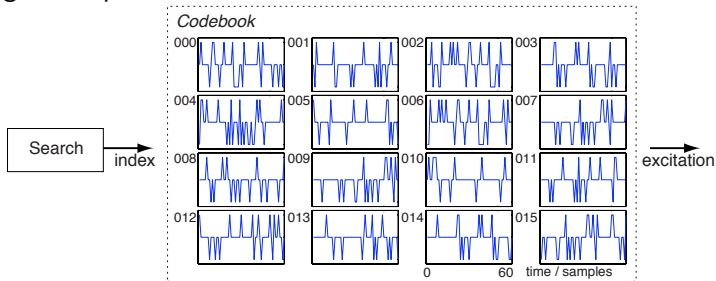 Codebook
000 001 002 003
004 005 006 007
Search
index
excitation
008 009 010 011
012 013 014 015
0 60 time / samples